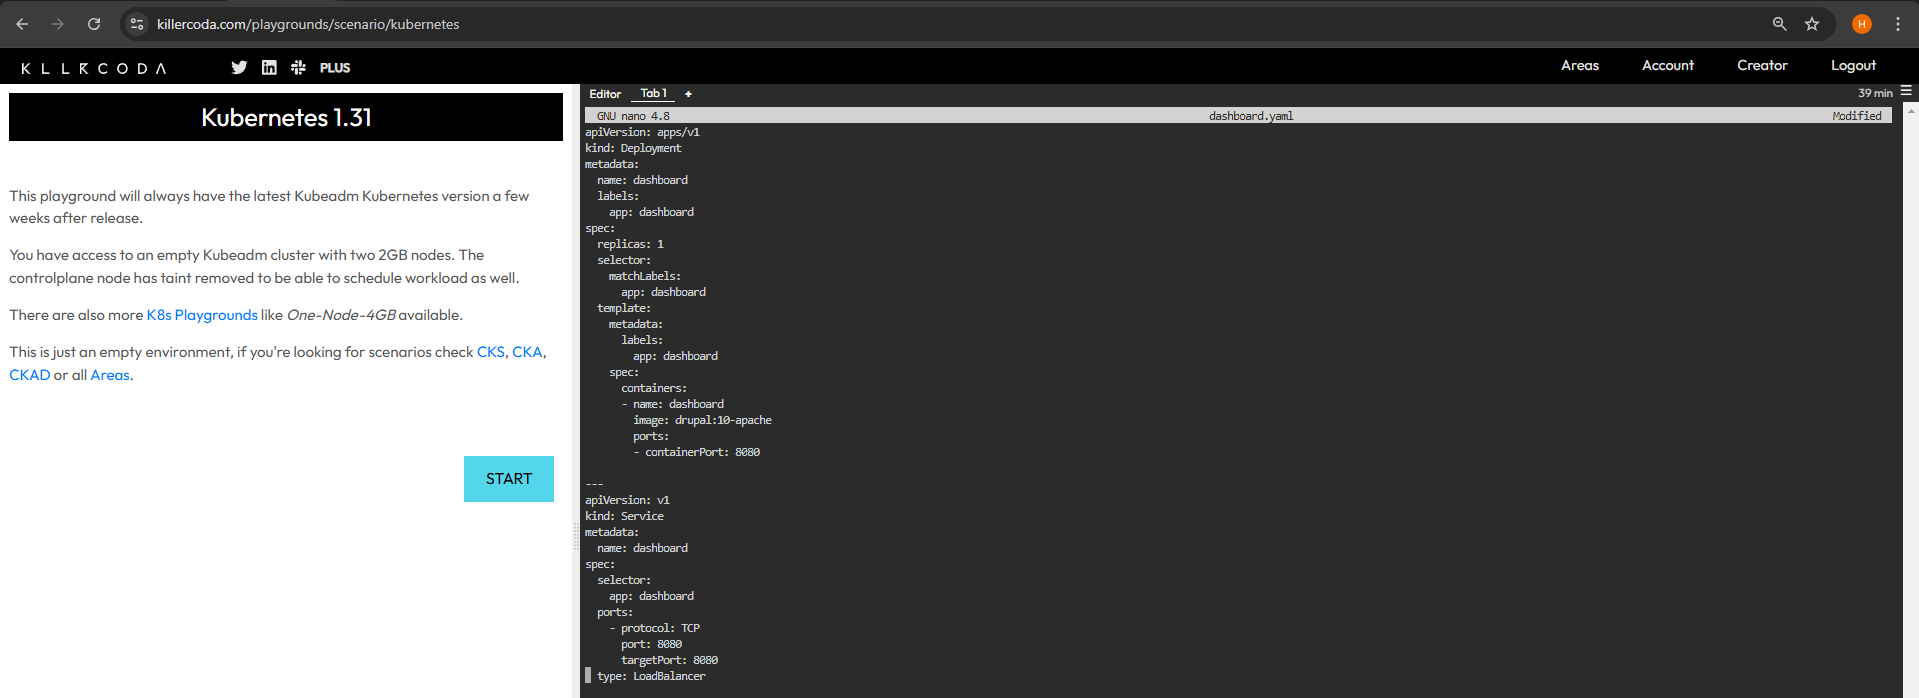 killercoda.com/playgrounds/scenario/kubernetes
H
KLLRCODA
PLUS
Areas
Account
Creator
Logout
Kubernetes 1.31
This playground will always have the latest Kubeadm Kubernetes version a few
weeks after release.
You have access to an empty Kubeadm cluster with two 2GB nodes. The
controlplane node has taint removed to be able to schedule workload as well.
There are also more K8s Playgrounds like One-Node-4GB available.
This is just an empty environment, if you're looking for scenarios check CKS, CKA,
CKAD or all Areas.
START
Editor Tab 1 +
39 min
GNU nano 4.8 dashboard.yaml Modified
apiVersion: apps/v1
kind: Deployment
metadata:
  name: dashboard
  labels:
    app: dashboard
spec:
  replicas: 1
  selector:
    matchLabels:
      app: dashboard
  template:
    metadata:
      labels:
        app: dashboard
    spec:
      containers:
      - name: dashboard
        image: drupal:10-apache
        ports:
        - containerPort: 8080
---
apiVersion: v1
kind: Service
metadata:
  name: dashboard
spec:
  selector:
    app: dashboard
  ports:
    - protocol: TCP
      port: 8080
      targetPort: 8080
  type: LoadBalancer